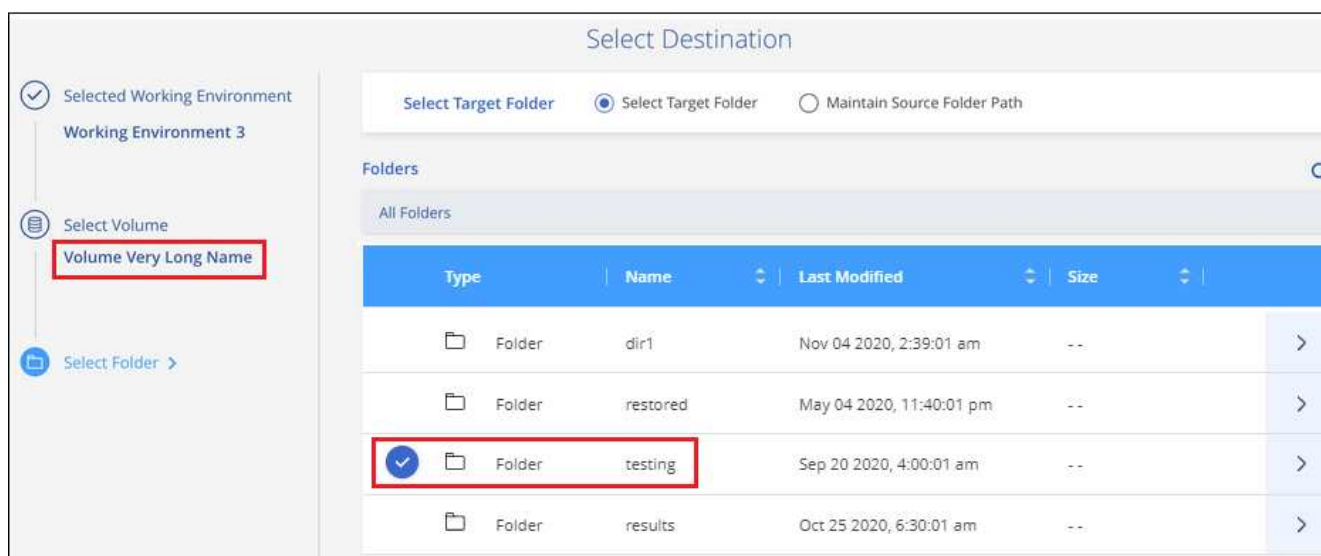 Select Destination
Selected Working Environment
Working Environment 3
Select Volume
Volume Very Long Name
Select Folder >
Select Target Folder Select Target Folder Maintain Source Folder Path
Folders
All Folders
Type Name Last Modified Size
Folder dir1 Nov 04 2020, 2:39:01 am --
Folder restored May 04 2020, 11:40:01 pm --
Folder testing Sep 20 2020, 4:00:01 am --
Folder results Oct 25 2020, 6:30:01 am --